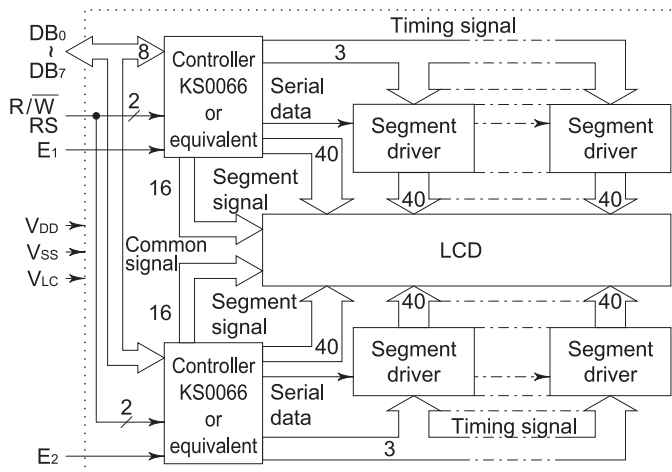 DB0
~
DB7
8
Controller
KS0066
or
equivalent
Timing signal
3
Serial
data
Segment
driver
Segment
driver
R/W
RS
2
E1
40
16
Segment
signal
40
40
VDD
VSS
VLC
Common
signal
LCD
16
Segment
signal
40
40
40
Controller
KS0066
or
equivalent
Segment
driver
Segment
driver
2
Serial
data
Timing signal
3
E2